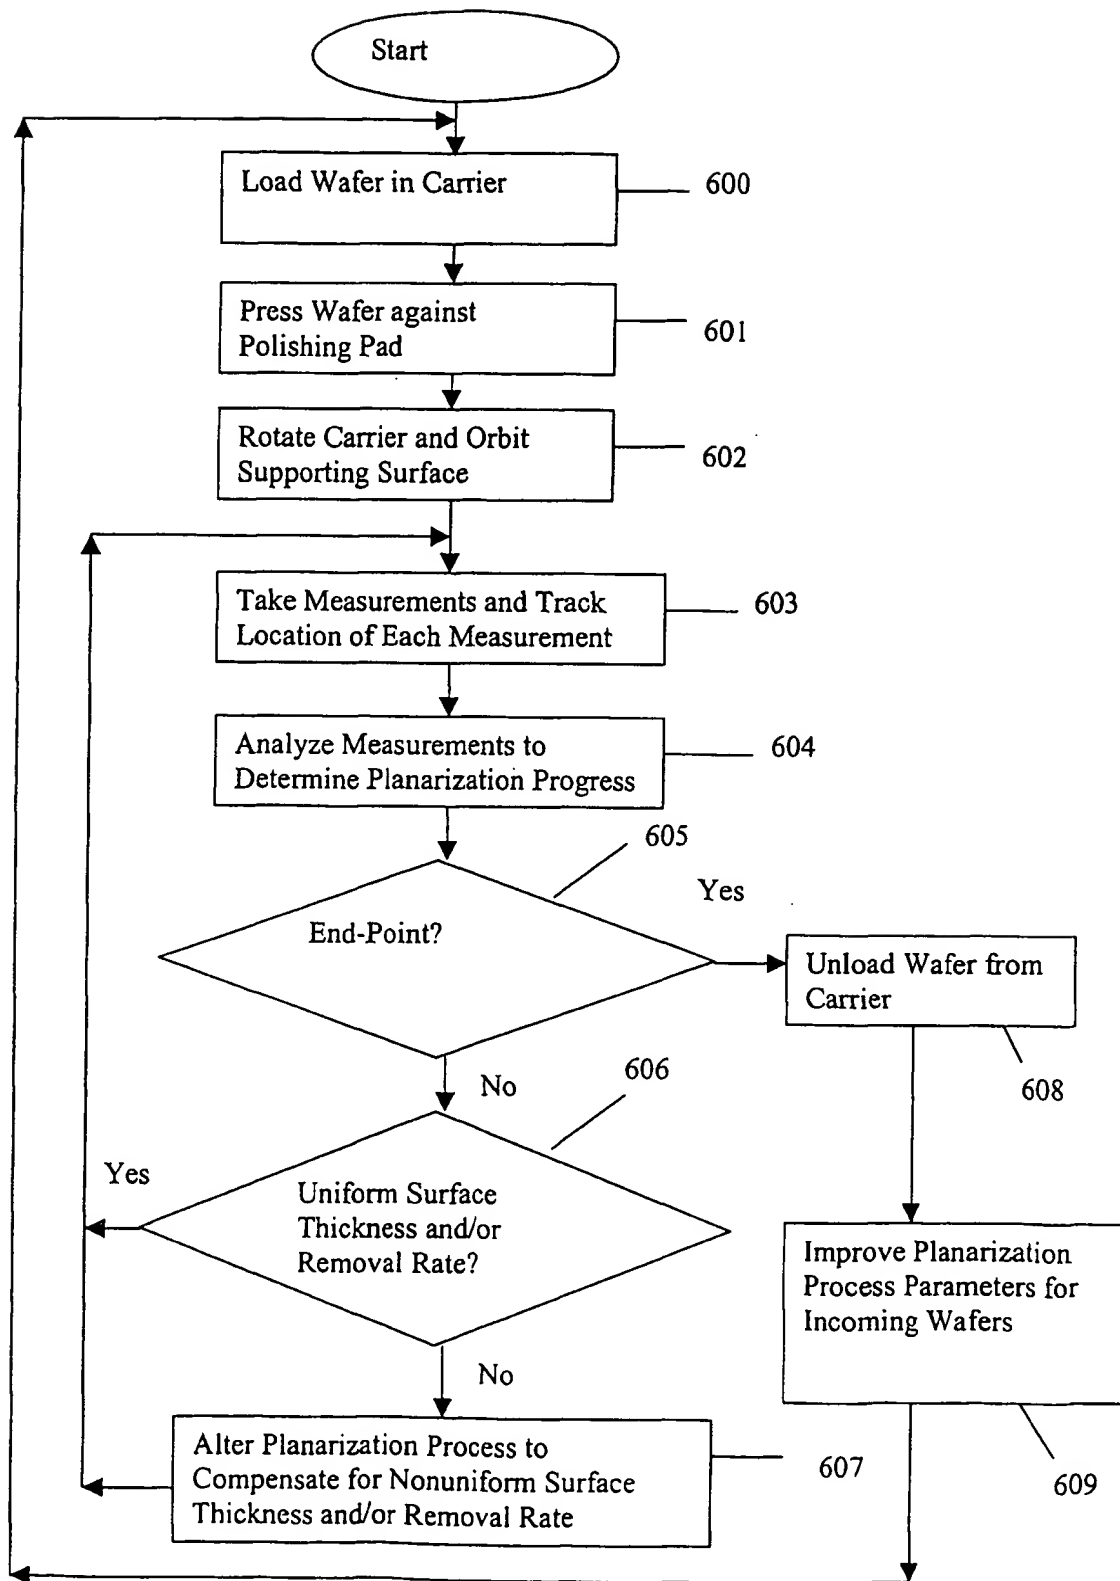 Start
Load Wafer in Carrier
600
Press Wafer against
Polishing Pad
601
Rotate Carrier and Orbit
Supporting Surface
602
Take Measurements and Track
Location of Each Measurement
603
Analyze Measurements to
Determine Planarization Progress
604
605
End-Point?
Yes
Unload Wafer from
Carrier
608
No
606
Yes
Uniform Surface
Thickness and/or
Removal Rate?
Improve Planarization
Process Parameters for
Incoming Wafers
609
No
Alter Planarization Process to
Compensate for Nonuniform Surface
Thickness and/or Removal Rate
607